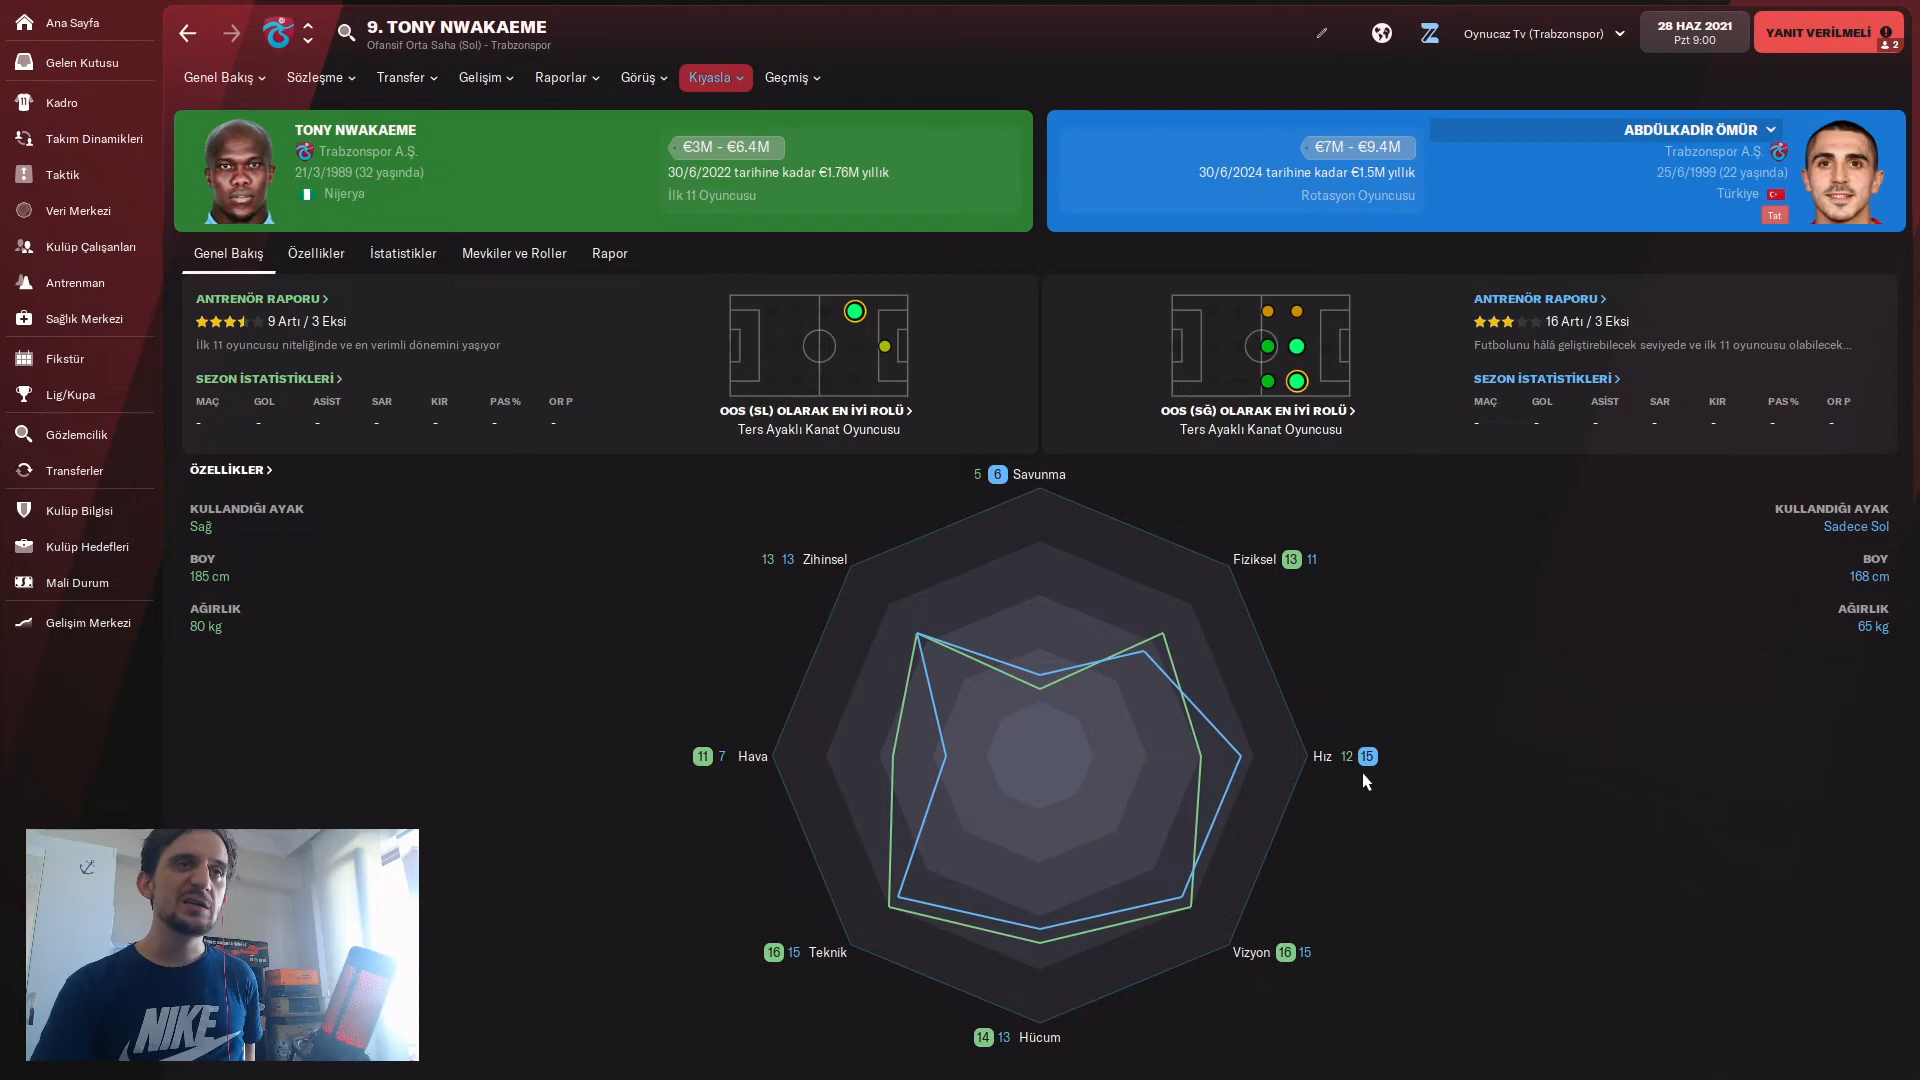 Ana Sayfa
Gelen Kutusu
Kadro
Takım Dinamikleri
Taktik
Veri Merkezi
Kulüp Çalışanları
Antrenman
Sağlık Merkezi
Fikstür
Lig/Kupa
Gözlemcilik
Transferler
Kulüp Bilgisi
Kulüp Hedefleri
Mali Durum
Gelişim Merkezi
9. TONY NWAKAEME
Ofansif Orta Saha (Sol) - Trabzonspor
Oynucaz Tv (Trabzonspor)
28 HAZ 2021
Pzt 9:00
YANIT VERİLMELİ
2
Genel Bakış
Sözleşme
Transfer
Gelişim
Raporlar
Görüş
Kıyasla
Geçmiş
TONY NWAKAEME
Trabzonspor A.Ş.
21/3/1989 (32 yaşında)
Nijerya
€3M - €6.4M
30/6/2022 tarihine kadar €1.76M yıllık
İlk 11 Oyuncusu
€7M - €9.4M
30/6/2024 tarihine kadar €1.5M yıllık
Rotasyon Oyuncusu
ABDÜLKADİR ÖMÜR
Trabzonspor A.Ş.
25/6/1999 (22 yaşında)
Türkiye
Tat
Genel Bakış
Özellikler
İstatistikler
Mevkiler ve Roller
Rapor
ANTRENÖR RAPORU
9 Artı / 3 Eksi
İlk 11 oyuncusu niteliğinde ve en verimli dönemini yaşıyor
SEZON İSTATİSTİKLERİ
MAÇ GOL ASİST SAR KIR PAS % OR P
- - - - - - -
OOS (SL) OLARAK EN İYİ ROLÜ
Ters Ayaklı Kanat Oyuncusu
OOS (SĞ) OLARAK EN İYİ ROLÜ
Ters Ayaklı Kanat Oyuncusu
ANTRENÖR RAPORU
16 Artı / 3 Eksi
Futbolunu hâlâ geliştirebilecek seviyede ve ilk 11 oyuncusu olabilecek...
SEZON İSTATİSTİKLERİ
MAÇ GOL ASİST SAR KIR PAS % OR P
- - - - - - -
ÖZELLİKLER
KULLANDIĞI AYAK
Sağ
BOY
185 cm
AĞIRLIK
80 kg
5 6 Savunma
13 13 Zihinsel
Fiziksel 13 11
11 7 Hava
Hız 12 15
16 15 Teknik
Vizyon 16 15
14 13 Hücum
KULLANDIĞI AYAK
Sadece Sol
BOY
168 cm
AĞIRLIK
65 kg
NIKE